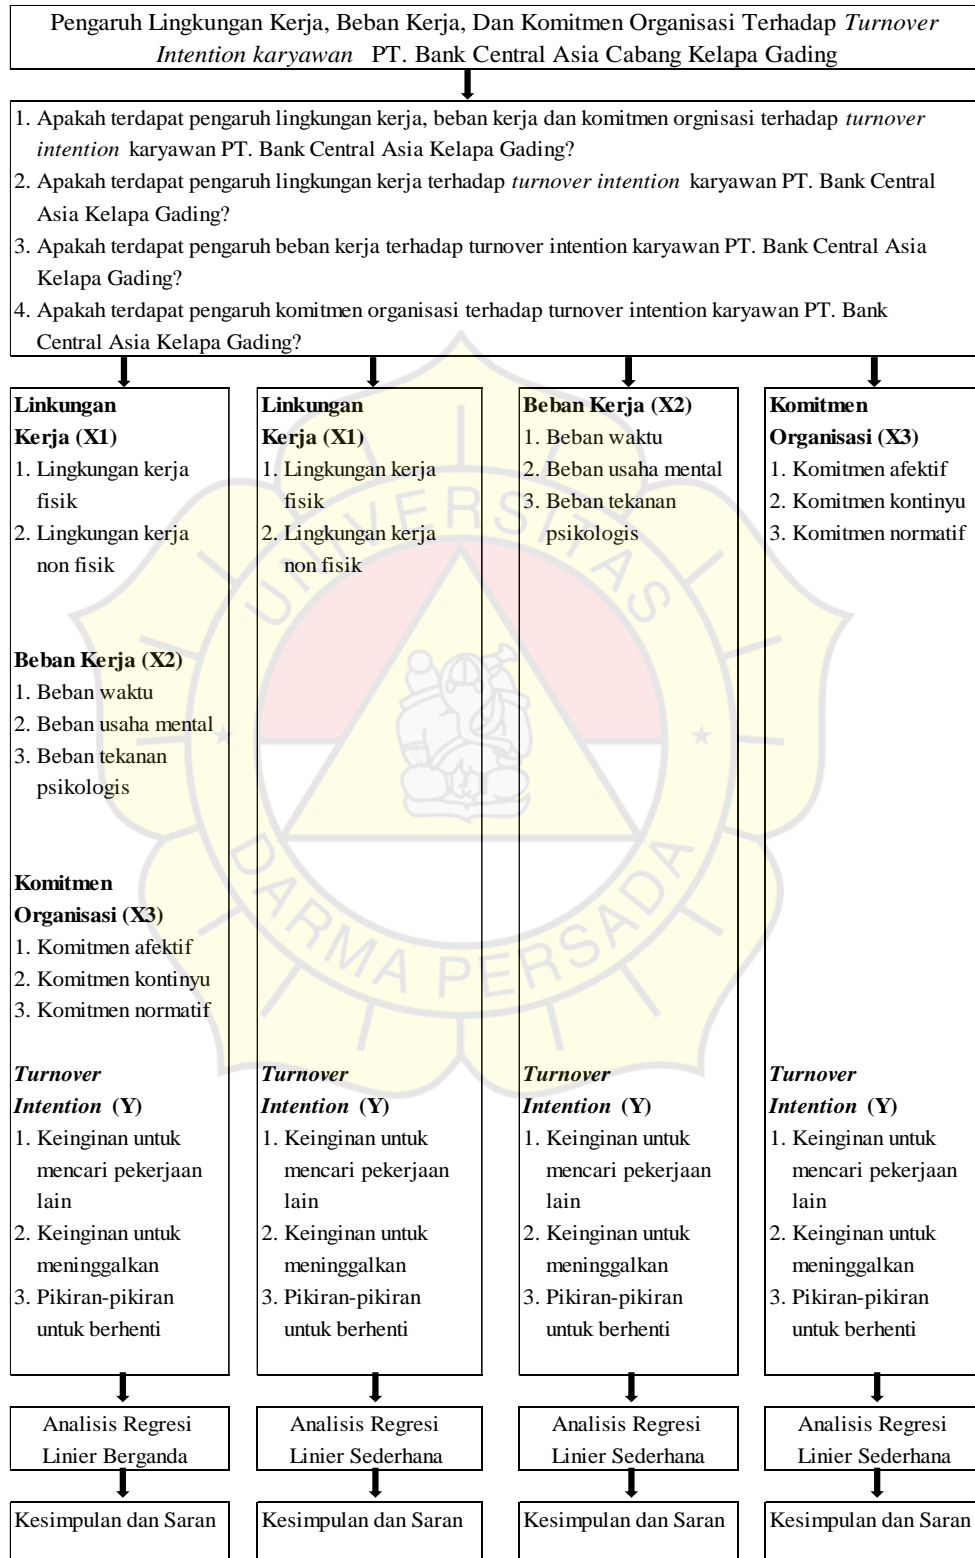 Pengaruh Lingkungan Kerja, Beban Kerja, Dan Komitmen Organisasi Terhadap Turnover
Intention karyawan PT. Bank Central Asia Cabang Kelapa Gading
1. Apakah terdapat pengaruh lingkungan kerja, beban kerja dan komitmen orgnisasi terhadap turnover
intention karyawan PT. Bank Central Asia Kelapa Gading?
2. Apakah terdapat pengaruh lingkungan kerja terhadap turnover intention karyawan PT. Bank Central
Asia Kelapa Gading?
3. Apakah terdapat pengaruh beban kerja terhadap turnover intention karyawan PT. Bank Central Asia
Kelapa Gading?
4. Apakah terdapat pengaruh komitmen organisasi terhadap turnover intention karyawan PT. Bank
Central Asia Kelapa Gading?
Linkungan
Kerja (X1)
1. Lingkungan kerja
fisik
2. Lingkungan kerja
non fisik
Beban Kerja (X2)
1. Beban waktu
2. Beban usaha mental
3. Beban tekanan
psikologis
Komitmen
Organisasi (X3)
1. Komitmen afektif
2. Komitmen kontinyu
3. Komitmen normatif
Turnover
Intention (Y)
1. Keinginan untuk
mencari pekerjaan
lain
2. Keinginan untuk
meninggalkan
3. Pikiran-pikiran
untuk berhenti
Analisis Regresi
Linier Berganda
Kesimpulan dan Saran
Linkungan
Kerja (X1)
1. Lingkungan kerja
fisik
2. Lingkungan kerja
non fisik
Turnover
Intention (Y)
1. Keinginan untuk
mencari pekerjaan
lain
2. Keinginan untuk
meninggalkan
3. Pikiran-pikiran
untuk berhenti
Analisis Regresi
Linier Sederhana
Kesimpulan dan Saran
Beban Kerja (X2)
1. Beban waktu
2. Beban usaha mental
3. Beban tekanan
psikologis
Turnover
Intention (Y)
1. Keinginan untuk
mencari pekerjaan
lain
2. Keinginan untuk
meninggalkan
3. Pikiran-pikiran
untuk berhenti
Analisis Regresi
Linier Sederhana
Kesimpulan dan Saran
Komitmen
Organisasi (X3)
1. Komitmen afektif
2. Komitmen kontinyu
3. Komitmen normatif
Turnover
Intention (Y)
1. Keinginan untuk
mencari pekerjaan
lain
2. Keinginan untuk
meninggalkan
3. Pikiran-pikiran
untuk berhenti
Analisis Regresi
Linier Sederhana
Kesimpulan dan Saran
UNIVERSITAS
DARMA PERSADA